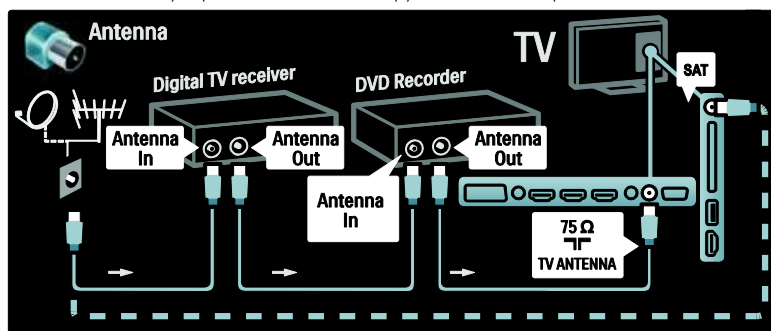 Antenna
TV
SAT
Digital TV receiver
DVD Recorder
Antenna
In
Antenna
Out
Antenna
In
Antenna
Out
75 Ω
TV ANTENNA